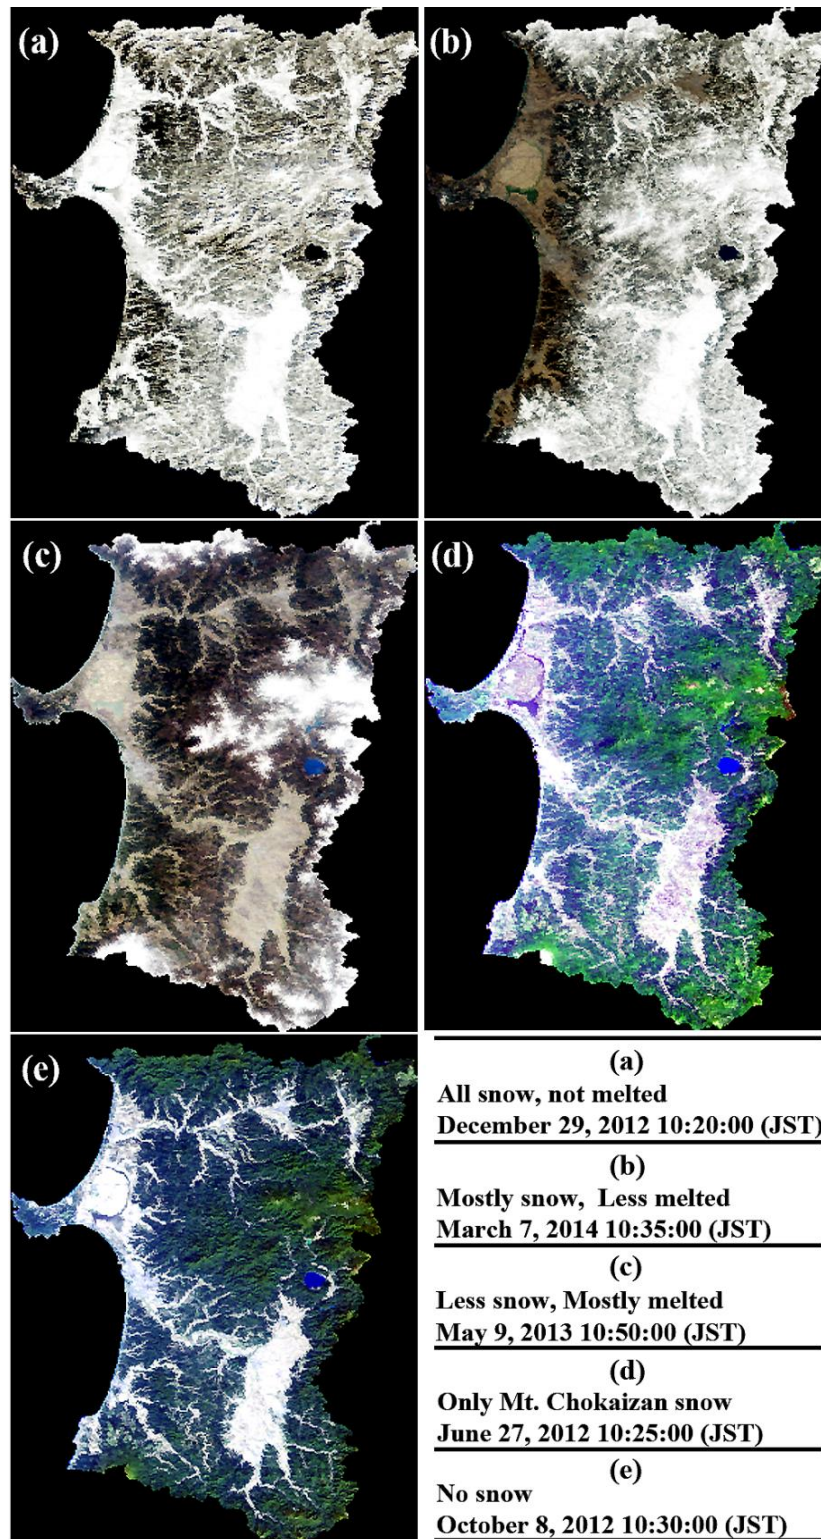 (a)
(b)
(c)
(d)
(e)
(a)
All snow, not melted
December 29, 2012 10:20:00 (JST)
(b)
Mostly snow, Less melted
March 7, 2014 10:35:00 (JST)
(c)
Less snow, Mostly melted
May 9, 2013 10:50:00 (JST)
(d)
Only Mt. Chokaizan snow
June 27, 2012 10:25:00 (JST)
(e)
No snow
October 8, 2012 10:30:00 (JST)